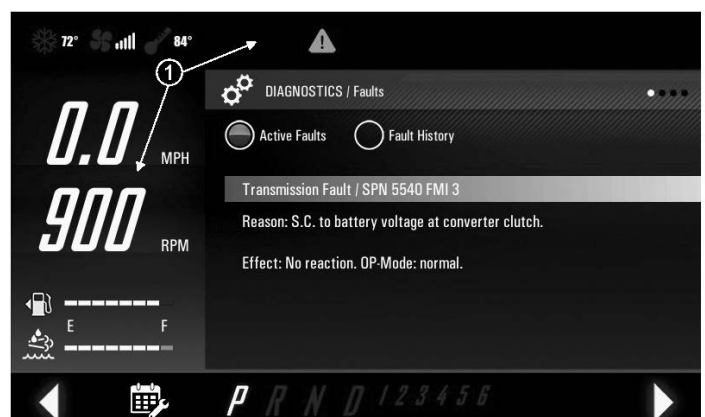 72° 84°
1
DIAGNOSTICS / Faults
Active Faults Fault History
0.0 MPH
Transmission Fault / SPN 5540 FMI 3
Reason: S.C. to battery voltage at converter clutch.
900 RPM
Effect: No reaction. OP-Mode: normal.
E F
P R N D 1 2 3 4 5 6